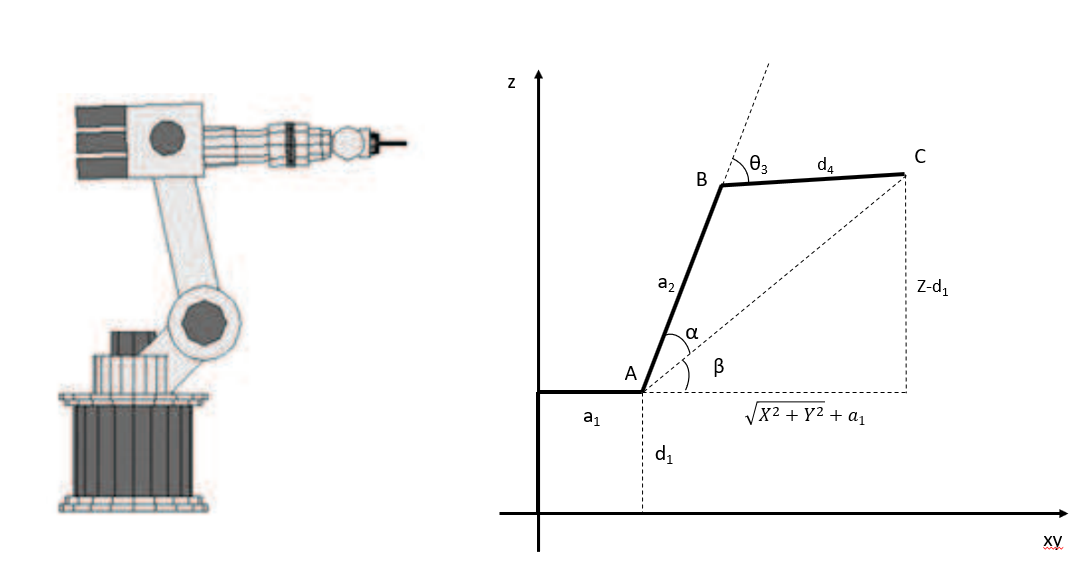 z
B
θ₃
d₄
C
a₂
Z-d₁
α
A
β
a₁
√X² + Y² + a₁
d₁
xy